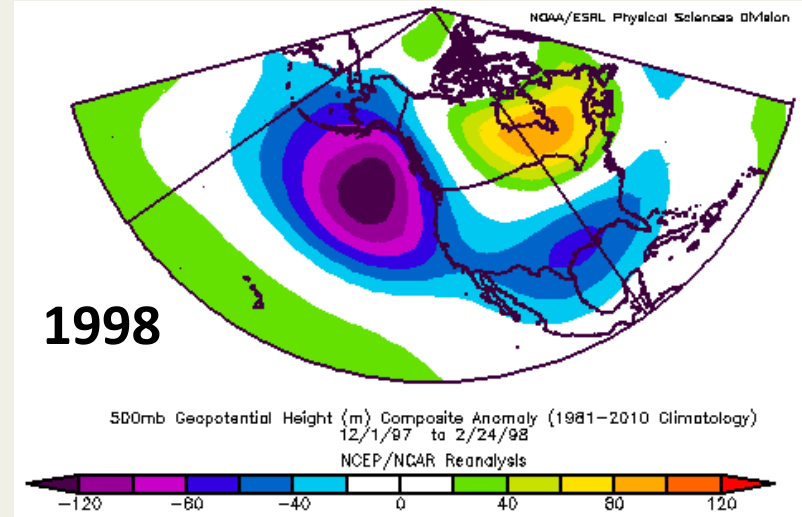 NOAA/ESRL Physical Sciences Division
1998
500mb Geopotential Height (m) Composite Anomaly (1981-2010 Climatology)
12/1/97 to 2/24/98
NCEP/NCAR Reanalysis
-120 -80 -40 0 40 80 120